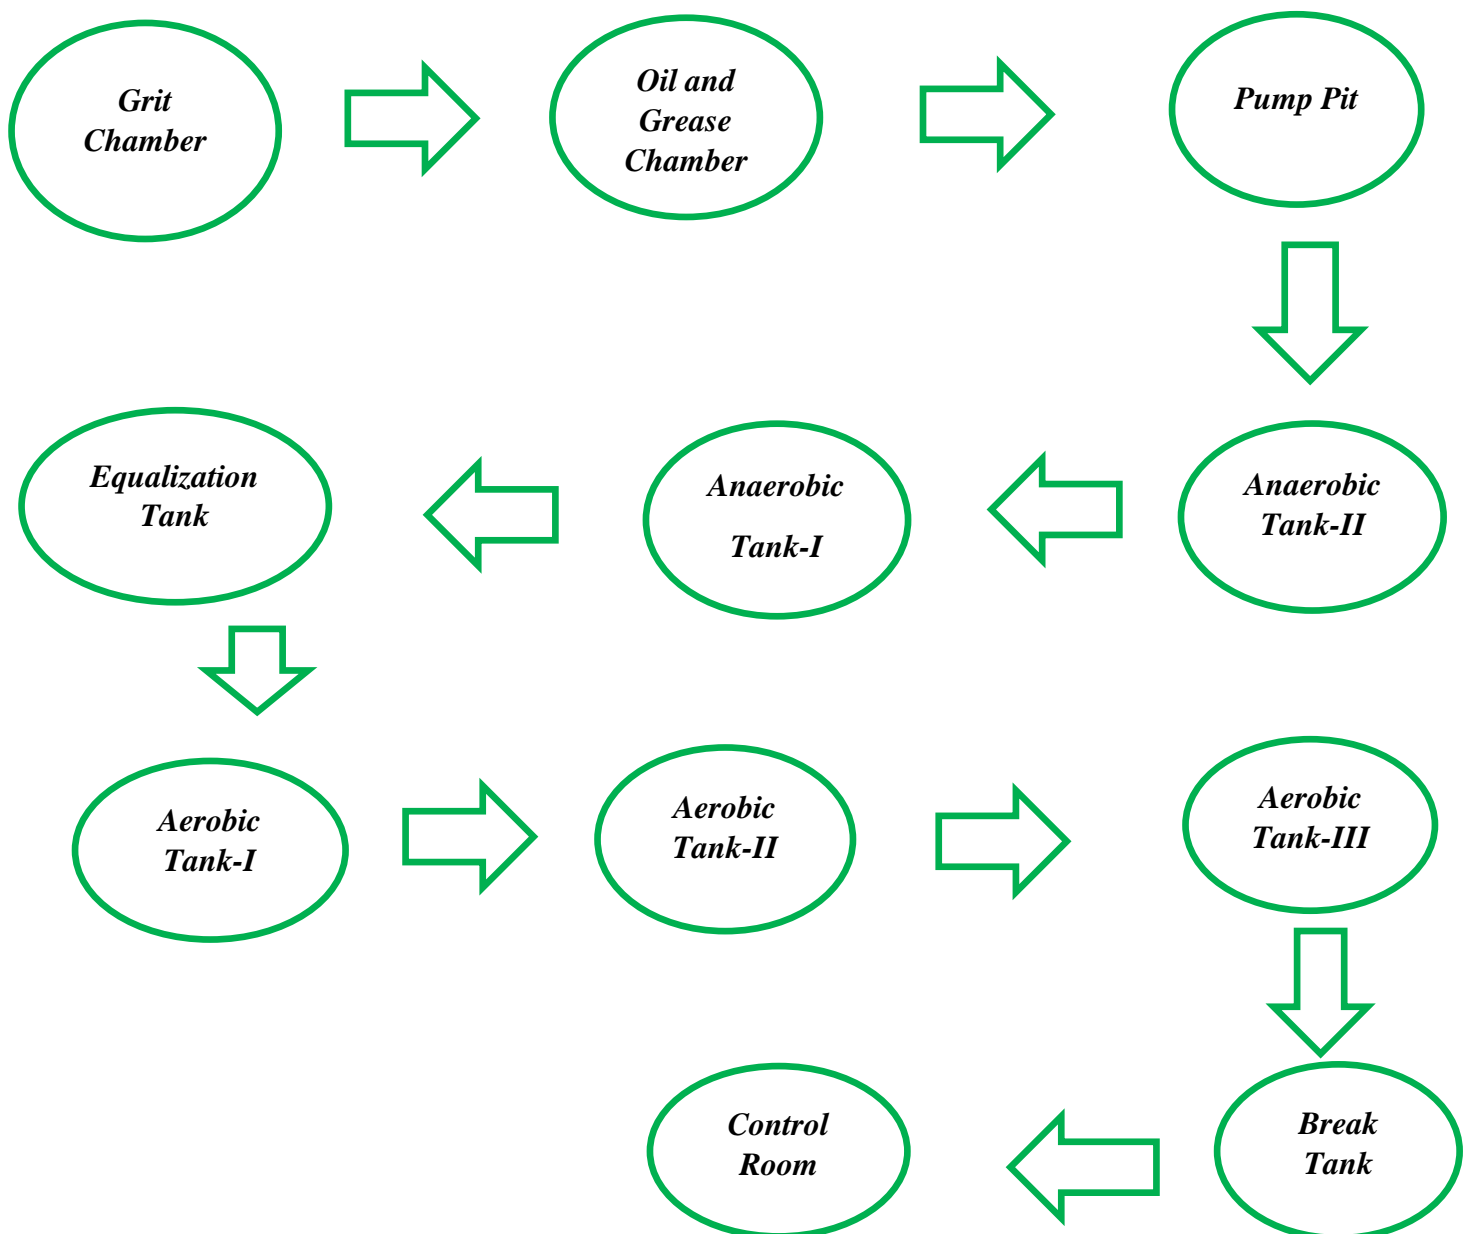 Grit
Chamber
Oil and
Grease
Chamber
Pump Pit
Equalization
Tank
Anaerobic
Tank-I
Anaerobic
Tank-II
Aerobic
Tank-I
Aerobic
Tank-II
Aerobic
Tank-III
Control
Room
Break
Tank